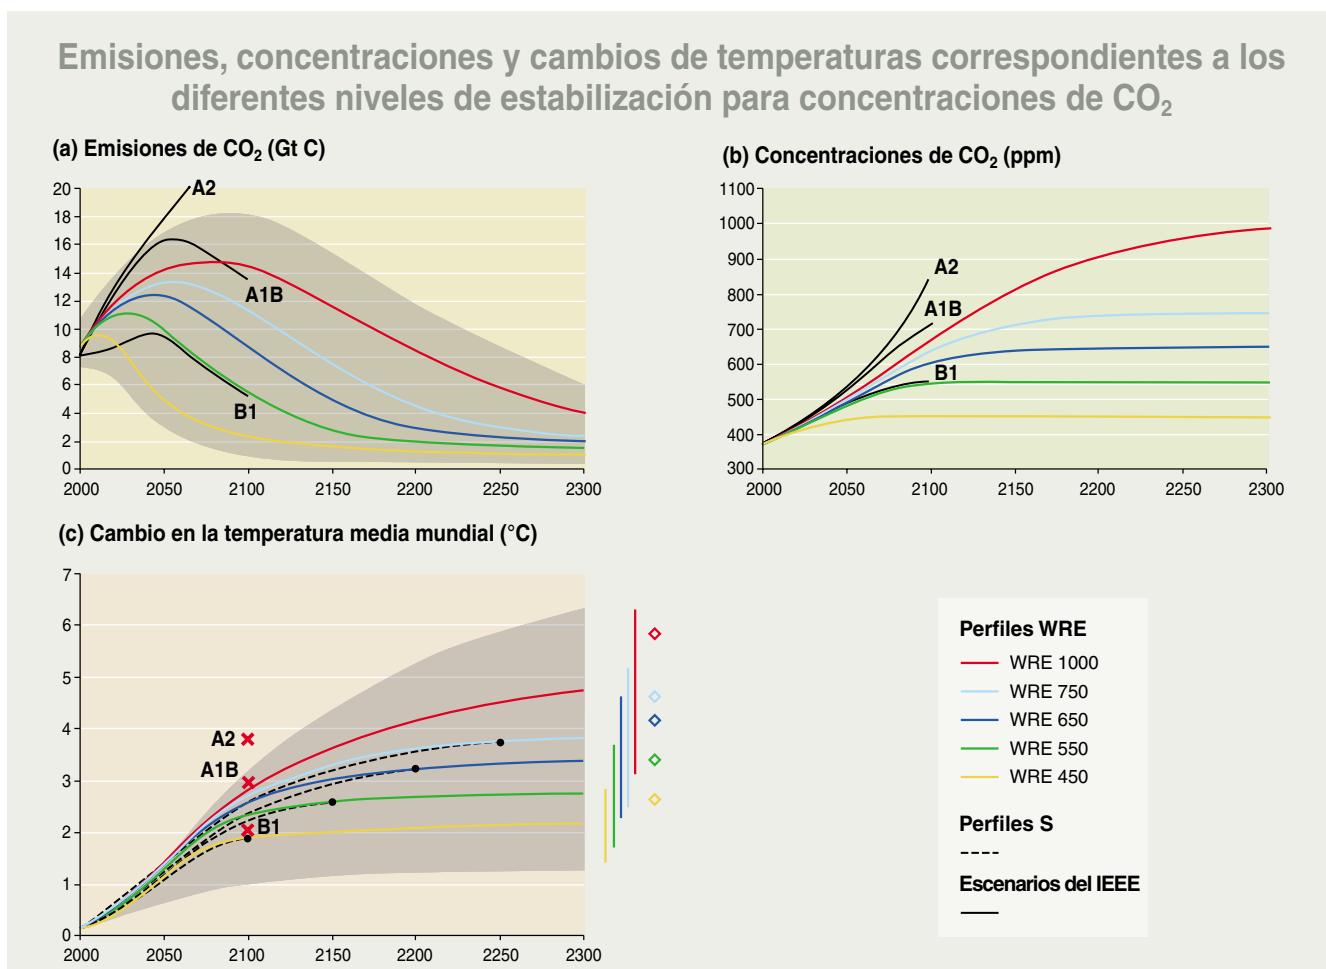 Emisiones, concentraciones y cambios de temperaturas correspondientes a los
diferentes niveles de estabilización para concentraciones de CO2
(a) Emisiones de CO2 (Gt C)
20
18
16
14
12
10
8
6
4
2
0
2000 2050 2100 2150 2200 2250 2300
A2
A1B
B1
(b) Concentraciones de CO2 (ppm)
1100
1000
900
800
700
600
500
400
300
2000 2050 2100 2150 2200 2250 2300
A2
A1B
B1
(c) Cambio en la temperatura media mundial (°C)
7
6
5
4
3
2
1
0
2000 2050 2100 2150 2200 2250 2300
A2
A1B
B1
Perfiles WRE
WRE 1000
WRE 750
WRE 650
WRE 550
WRE 450
Perfiles S
Escenarios del IEEE